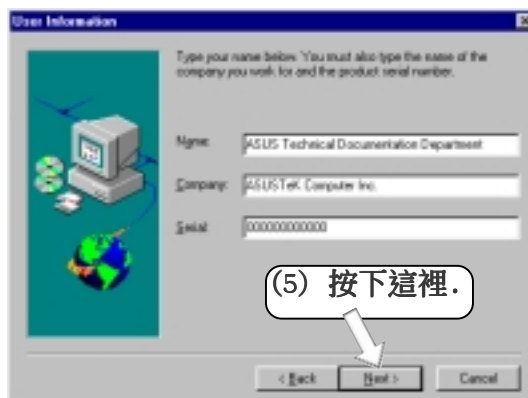 User Information
Type your name below. You must also type the name of the
company you work for and the product serial number.
Name: ASUS Technical Documentation Department
Company: ASUSTeK Computer Inc.
Serial: 000000000000
(5) 按下這裡.
< Back Next > Cancel